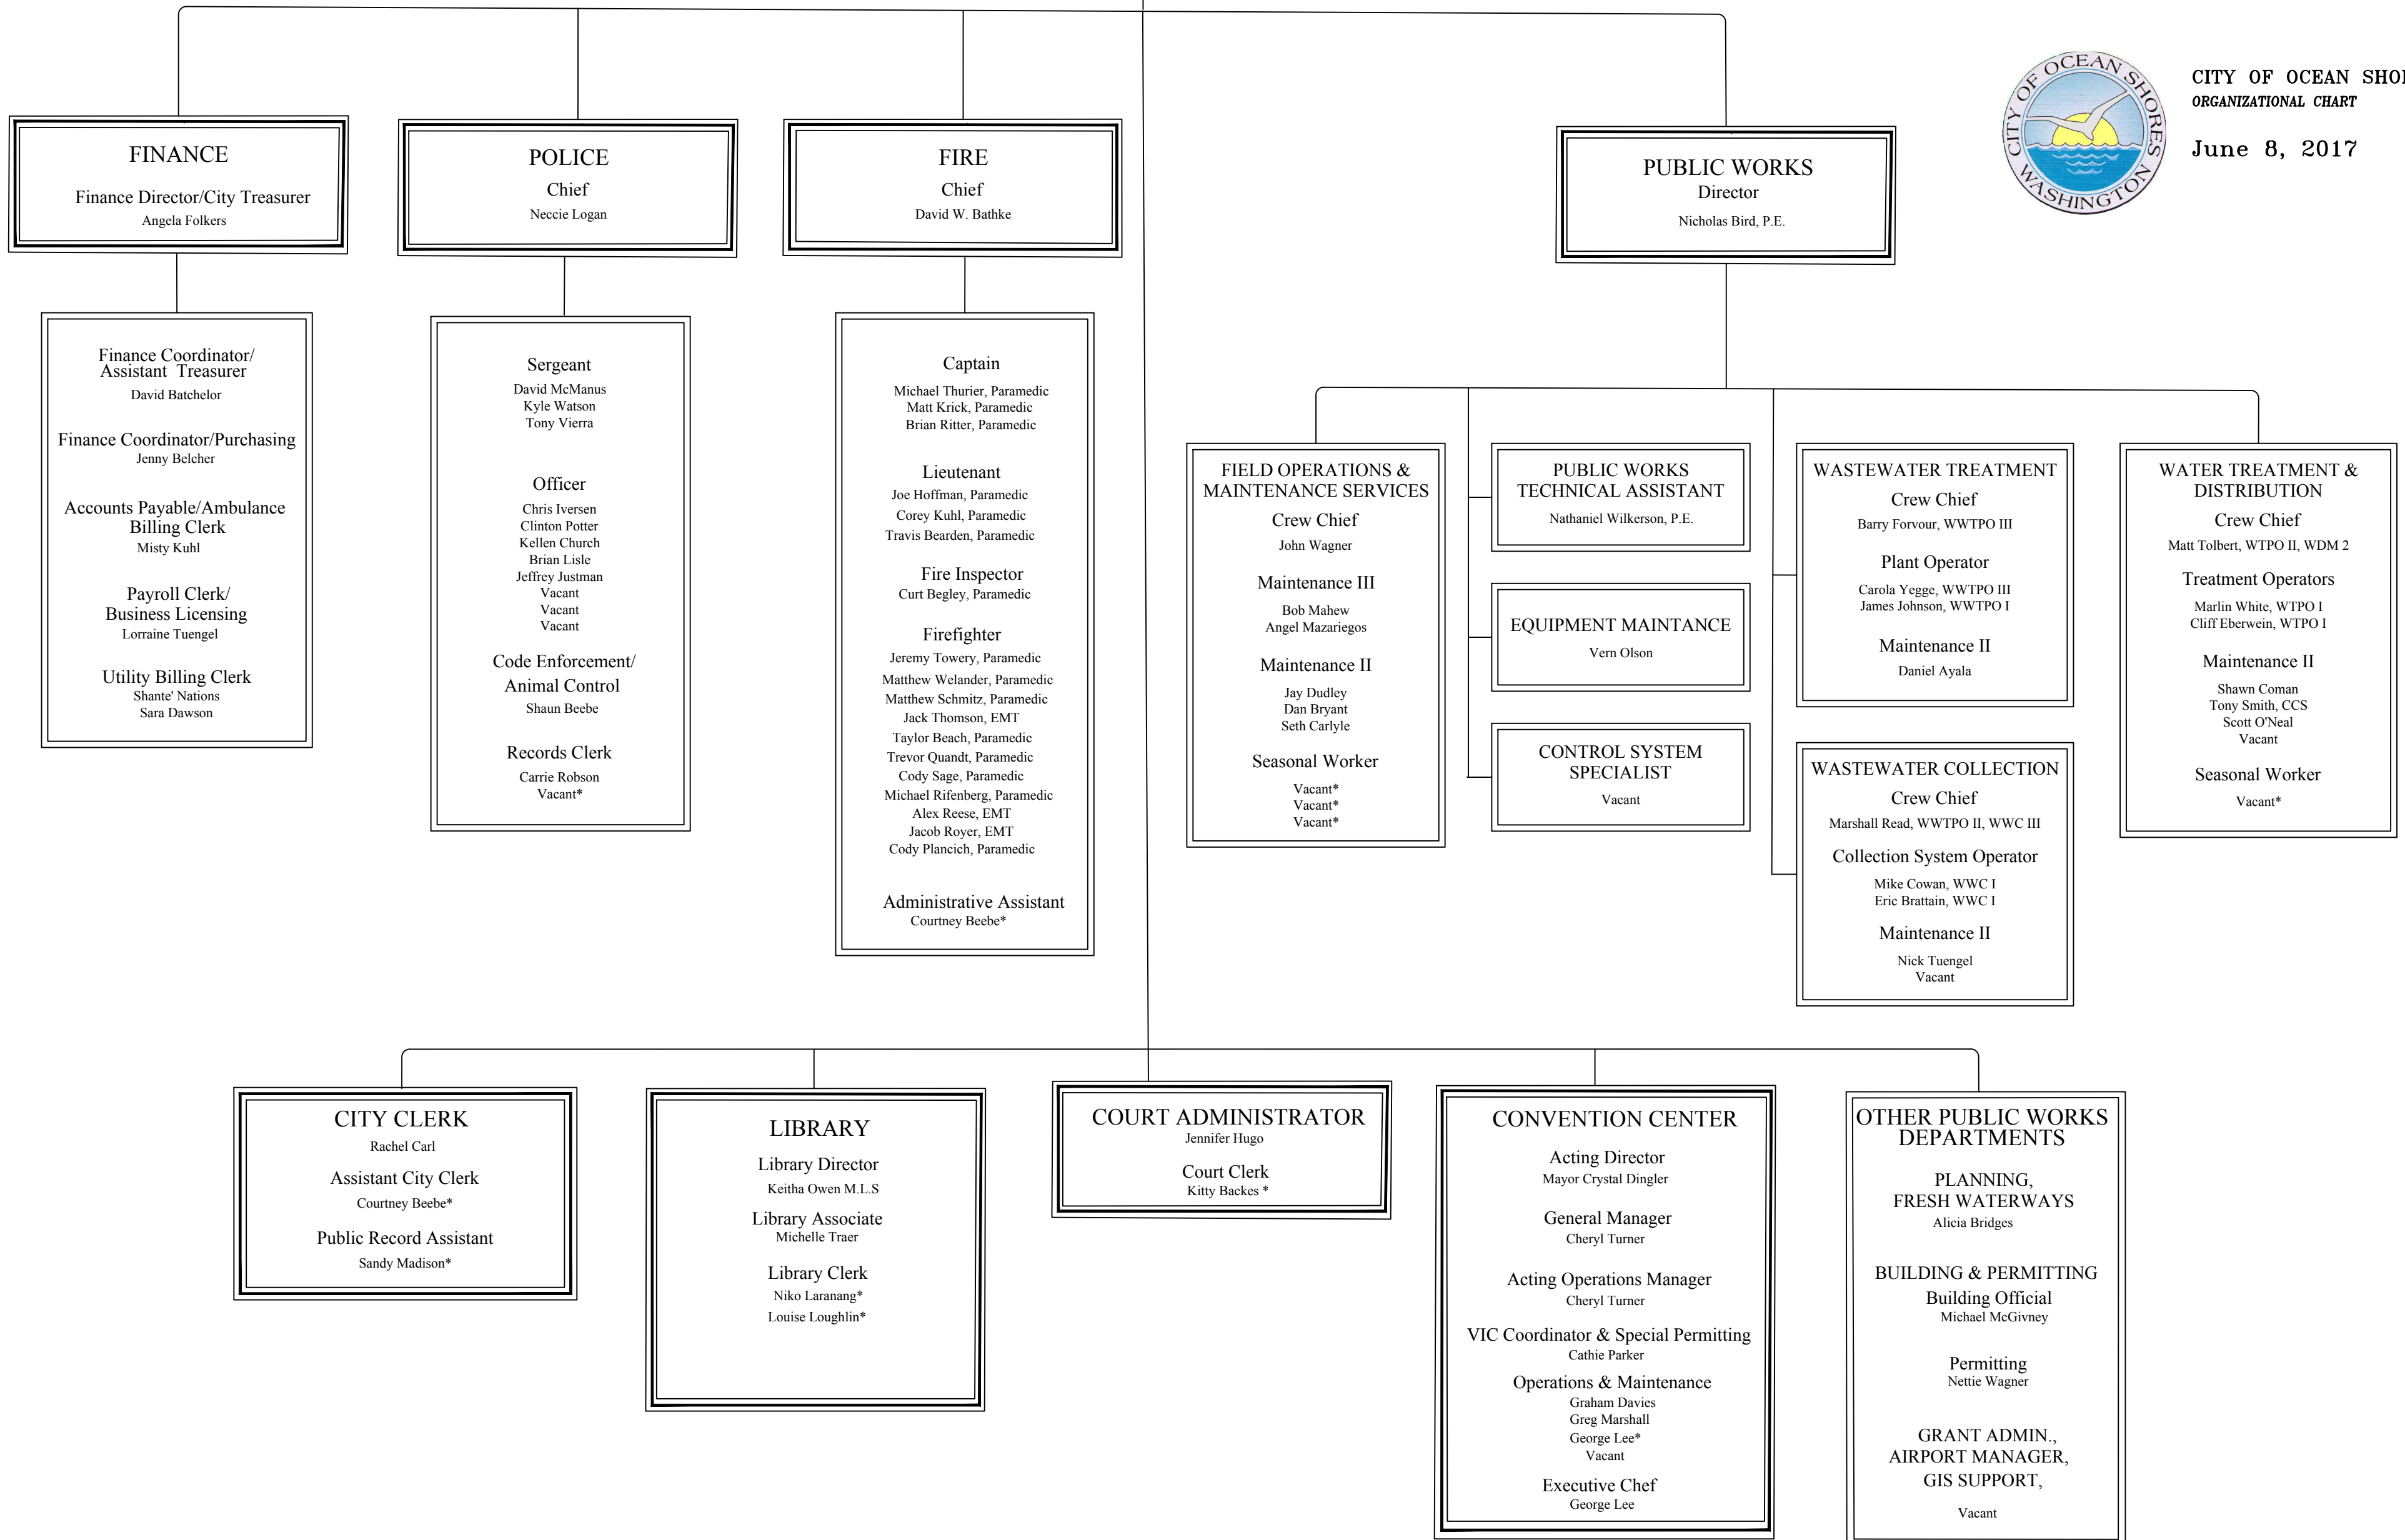 CITY OF OCEAN SHORES
WASHINGTON
CITY OF OCEAN SHO
ORGANIZATIONAL CHART
June 8, 2017
FINANCE
Finance Director/City Treasurer
Angela Folkers
POLICE
Chief
Neccie Logan
FIRE
Chief
David W. Bathke
PUBLIC WORKS
Director
Nicholas Bird, P.E.
Finance Coordinator/
Assistant Treasurer
David Batchelor
Finance Coordinator/Purchasing
Jenny Belcher
Accounts Payable/Ambulance
Billing Clerk
Misty Kuhl
Payroll Clerk/
Business Licensing
Lorraine Tuengel
Utility Billing Clerk
Shante' Nations
Sara Dawson
Sergeant
David McManus
Kyle Watson
Tony Vierra
Officer
Chris Iversen
Clinton Potter
Kellen Church
Brian Lisle
Jeffrey Justman
Vacant
Vacant
Vacant
Code Enforcement/
Animal Control
Shaun Beebe
Records Clerk
Carrie Robson
Vacant*
Captain
Michael Thurier, Paramedic
Matt Krick, Paramedic
Brian Ritter, Paramedic
Lieutenant
Joe Hoffman, Paramedic
Corey Kuhl, Paramedic
Travis Bearden, Paramedic
Fire Inspector
Curt Begley, Paramedic
Firefighter
Jeremy Towery, Paramedic
Matthew Welander, Paramedic
Matthew Schmitz, Paramedic
Jack Thomson, EMT
Taylor Beach, Paramedic
Trevor Quandt, Paramedic
Cody Sage, Paramedic
Michael Rifenberg, Paramedic
Alex Reese, EMT
Jacob Royer, EMT
Cody Plancich, Paramedic
Administrative Assistant
Courtney Beebe*
FIELD OPERATIONS &
MAINTENANCE SERVICES
Crew Chief
John Wagner
Maintenance III
Bob Mahew
Angel Mazariegos
Maintenance II
Jay Dudley
Dan Bryant
Seth Carlyle
Seasonal Worker
Vacant*
Vacant*
Vacant*
PUBLIC WORKS
TECHNICAL ASSISTANT
Nathaniel Wilkerson, P.E.
EQUIPMENT MAINTANCE
Vern Olson
CONTROL SYSTEM
SPECIALIST
Vacant
WASTEWATER TREATMENT
Crew Chief
Barry Forvour, WWTPO III
Plant Operator
Carola Yegge, WWTPO III
James Johnson, WWTPO I
Maintenance II
Daniel Ayala
WASTEWATER COLLECTION
Crew Chief
Marshall Read, WWTPO II, WWC III
Collection System Operator
Mike Cowan, WWC I
Eric Brattain, WWC I
Maintenance II
Nick Tuengel
Vacant
WATER TREATMENT &
DISTRIBUTION
Crew Chief
Matt Tolbert, WTPO II, WDM 2
Treatment Operators
Marlin White, WTPO I
Cliff Eberwein, WTPO I
Maintenance II
Shawn Coman
Tony Smith, CCS
Scott O'Neal
Vacant
Seasonal Worker
Vacant*
CITY CLERK
Rachel Carl
Assistant City Clerk
Courtney Beebe*
Public Record Assistant
Sandy Madison*
LIBRARY
Library Director
Keitha Owen M.L.S
Library Associate
Michelle Traer
Library Clerk
Niko Laranang*
Louise Loughlin*
COURT ADMINISTRATOR
Jennifer Hugo
Court Clerk
Kitty Backes *
CONVENTION CENTER
Acting Director
Mayor Crystal Dingler
General Manager
Cheryl Turner
Acting Operations Manager
Cheryl Turner
VIC Coordinator & Special Permitting
Cathie Parker
Operations & Maintenance
Graham Davies
Greg Marshall
George Lee*
Vacant
Executive Chef
George Lee
OTHER PUBLIC WORKS
DEPARTMENTS
PLANNING,
FRESH WATERWAYS
Alicia Bridges
BUILDING & PERMITTING
Building Official
Michael McGivney
Permitting
Nettie Wagner
GRANT ADMIN.,
AIRPORT MANAGER,
GIS SUPPORT,
Vacant